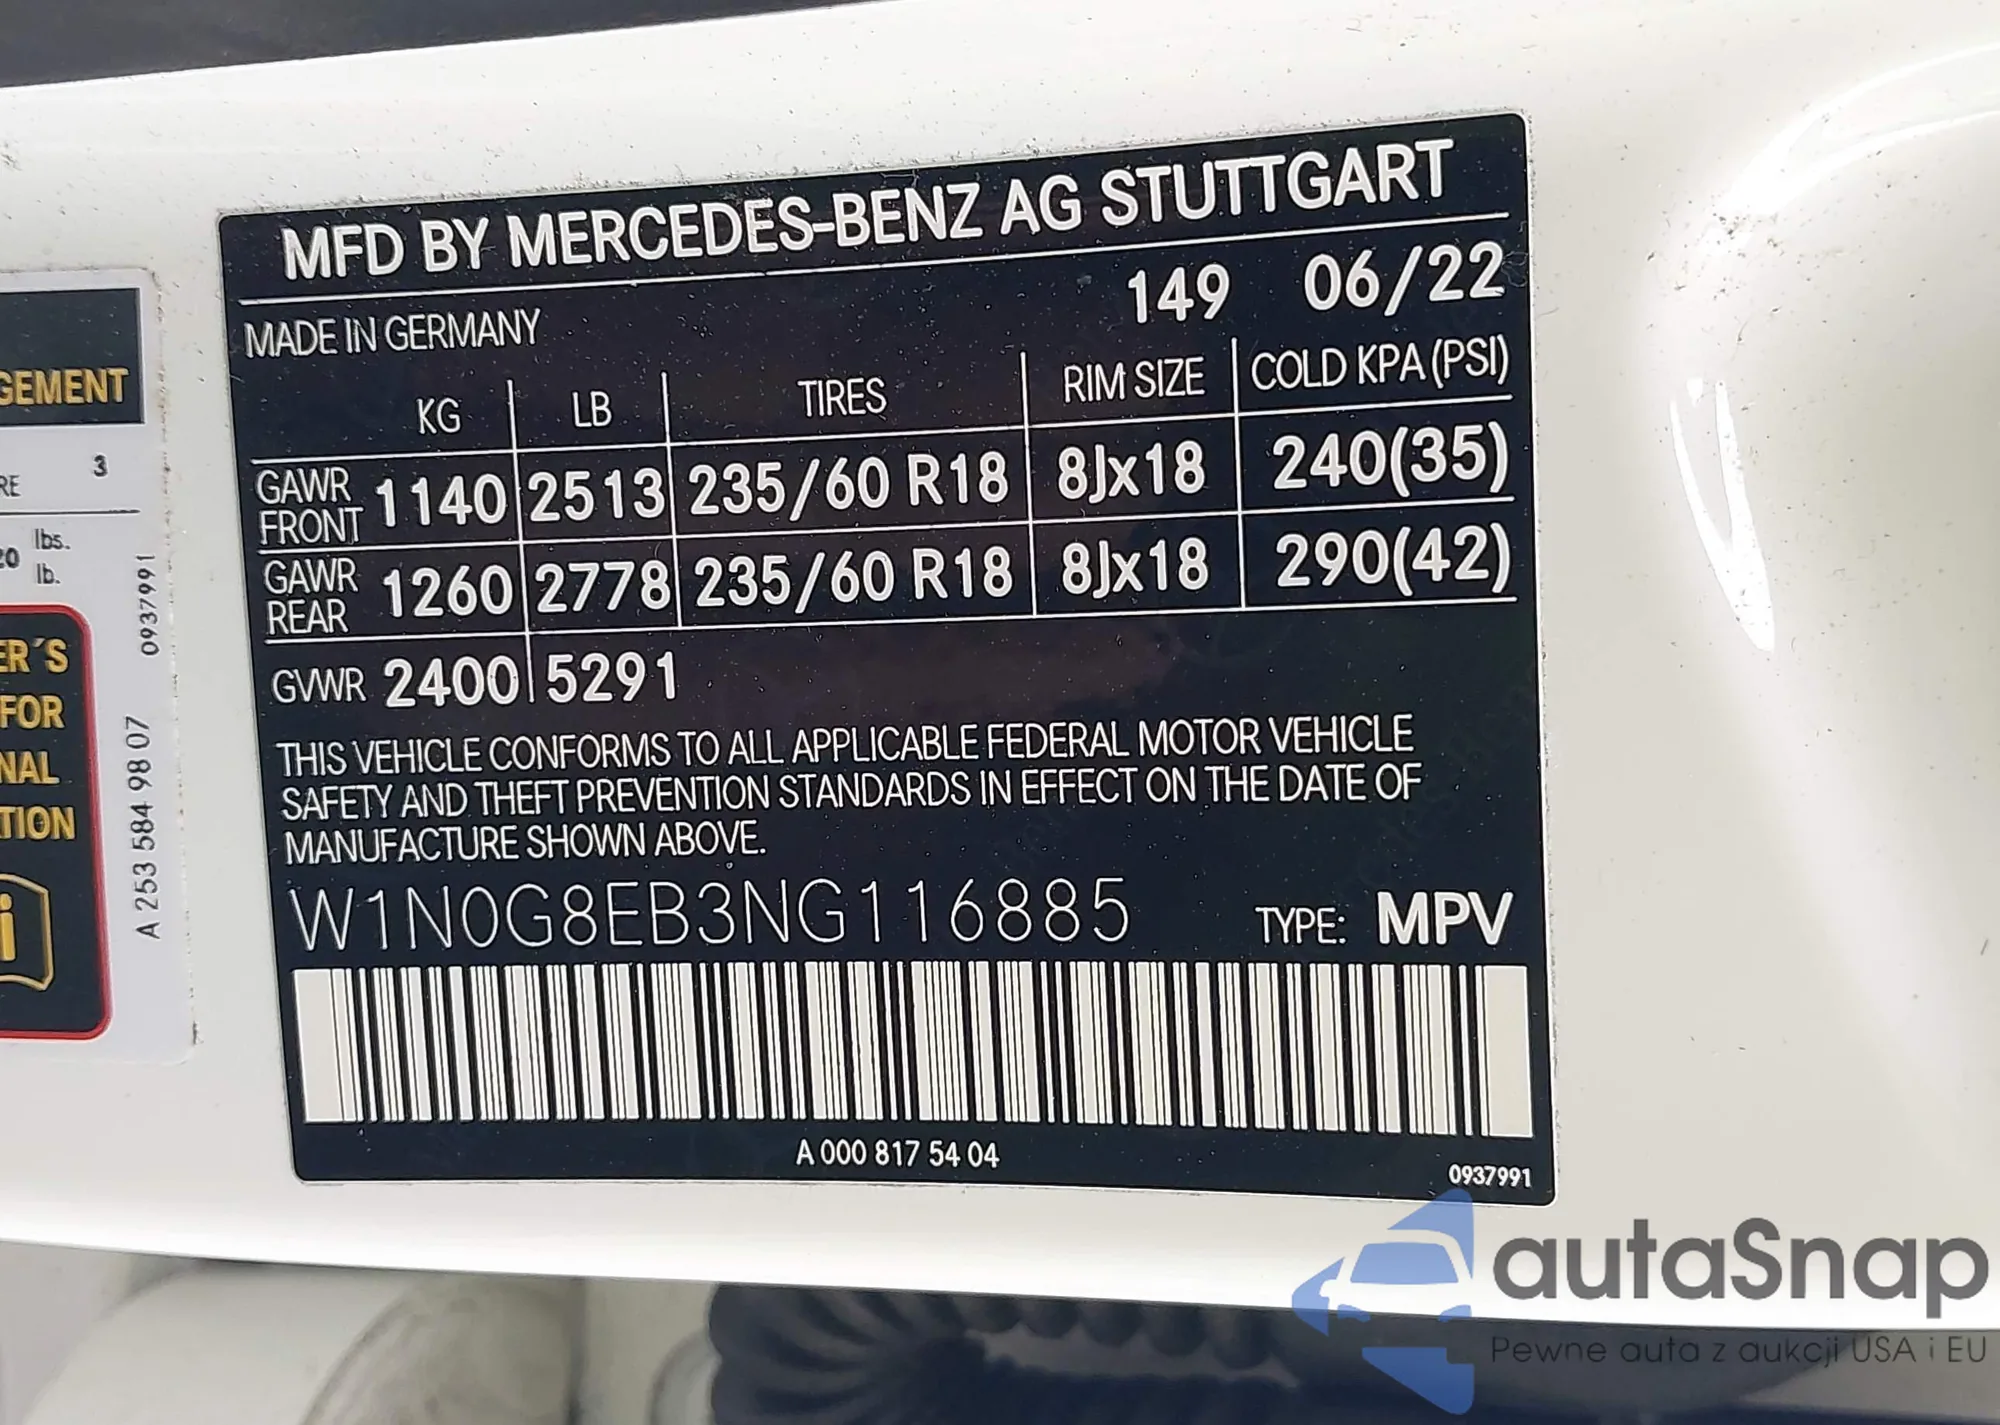 MFD BY MERCEDES-BENZ AG STUTTGART
MADE IN GERMANY 149 06/22
KG LB TIRES RIM SIZE COLD KPA (PSI)
GAWR FRONT 1140 2513 235/60 R18 8Jx18 240(35)
GAWR REAR 1260 2778 235/60 R18 8Jx18 290(42)
GVWR 2400 5291
THIS VEHICLE CONFORMS TO ALL APPLICABLE FEDERAL MOTOR VEHICLE
SAFETY AND THEFT PREVENTION STANDARDS IN EFFECT ON THE DATE OF
MANUFACTURE SHOWN ABOVE.
W1N0G8EB3NG116885 TYPE: MPV
A 000 817 54 04
0937991
GEMENT
RE 3
20 lbs.
lb.
ER´S
FOR
NAL
TION
i
A 253 584 98 07 0937991
autaSnap
Pewne auta z aukcji USA i EU